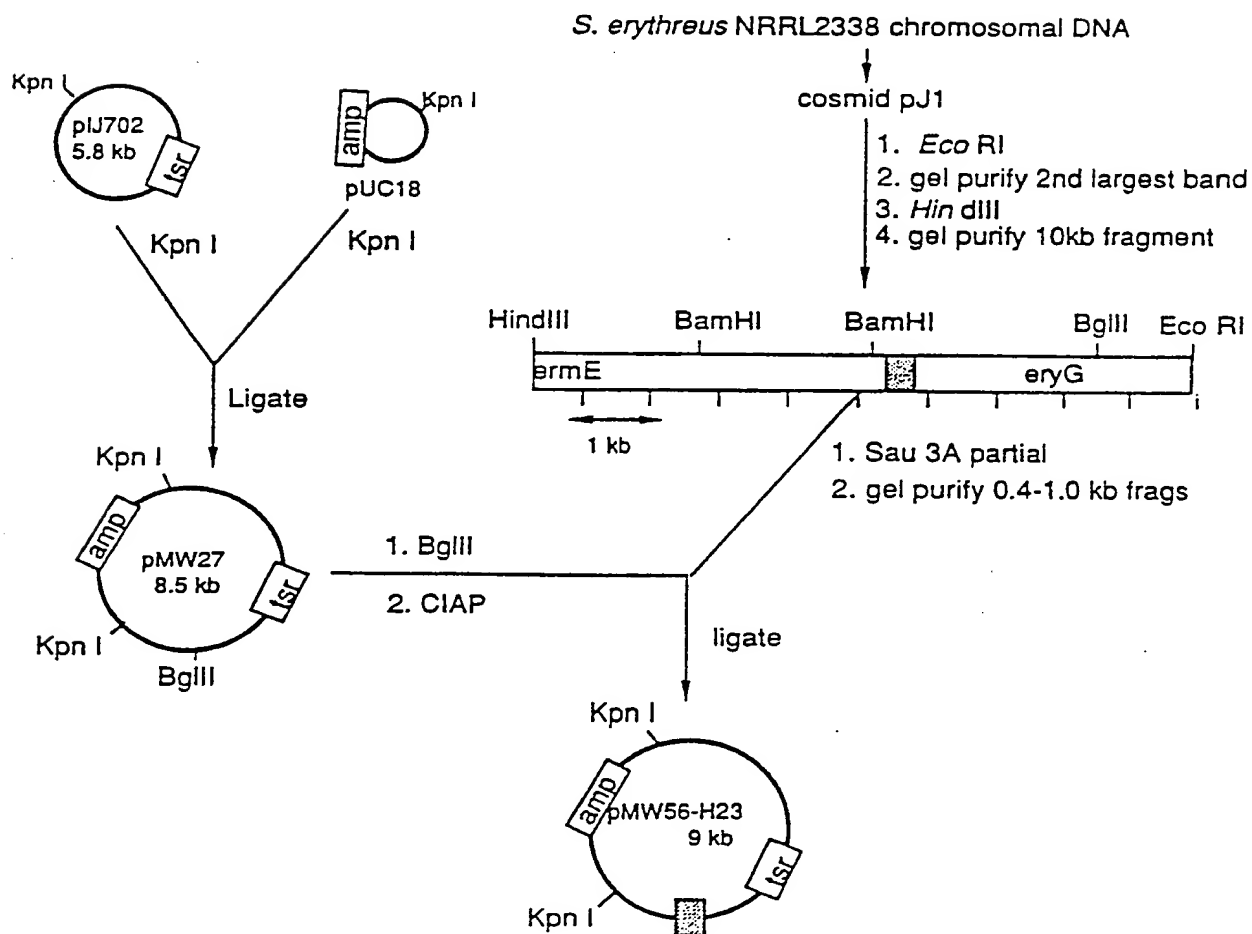 S. erythreus NRRL2338 chromosomal DNA
cosmid pJ1
1. Eco RI
2. gel purify 2nd largest band
3. Hin dIII
4. gel purify 10kb fragment
Kpn I
pIJ702
5.8 kb
tsr
amp
Kpn I
pUC18
Kpn I
Kpn I
Ligate
HindIII
BamHI
BamHI
BglII
Eco RI
ermE
eryG
1 kb
1. Sau 3A partial
2. gel purify 0.4-1.0 kb frags
Kpn I
amp
pMW27
8.5 kb
tsr
Kpn I
BglII
1. BglII
2. CIAP
ligate
Kpn I
amp
pMW56-H23
9 kb
tsr
Kpn I